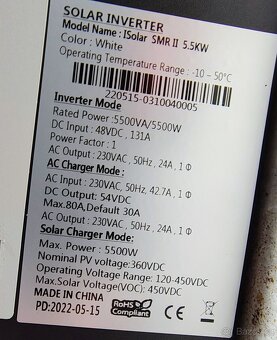 SOLAR INVERTER
Model Name : ISolar SMR II 5.5KW
Color : White
Operating Temperature Range : -10 ~ 50°C
220515-0310040005
Inverter Mode
Rated Power : 5500VA/5500W
DC Input : 48VDC , 131A
Power Factor : 1
AC Output : 230VAC , 50Hz , 24A , 1 Φ
AC Charger Mode:
AC Input : 230VAC , 50Hz, 42.7A , 1 Φ
DC Output : 54VDC
Max.80A,Default 30A
AC Output : 230VAC, 50Hz, 24A, 1 Φ
Solar Charger Mode:
Max. Power : 5500W
Nominal PV voltage : 360VDC
Operating Voltage Range : 120-450VDC
Max.Solar Voltage(VOC) : 450VDC
MADE IN CHINA
PD:2022-05-15
RoHS
Compliant
CE